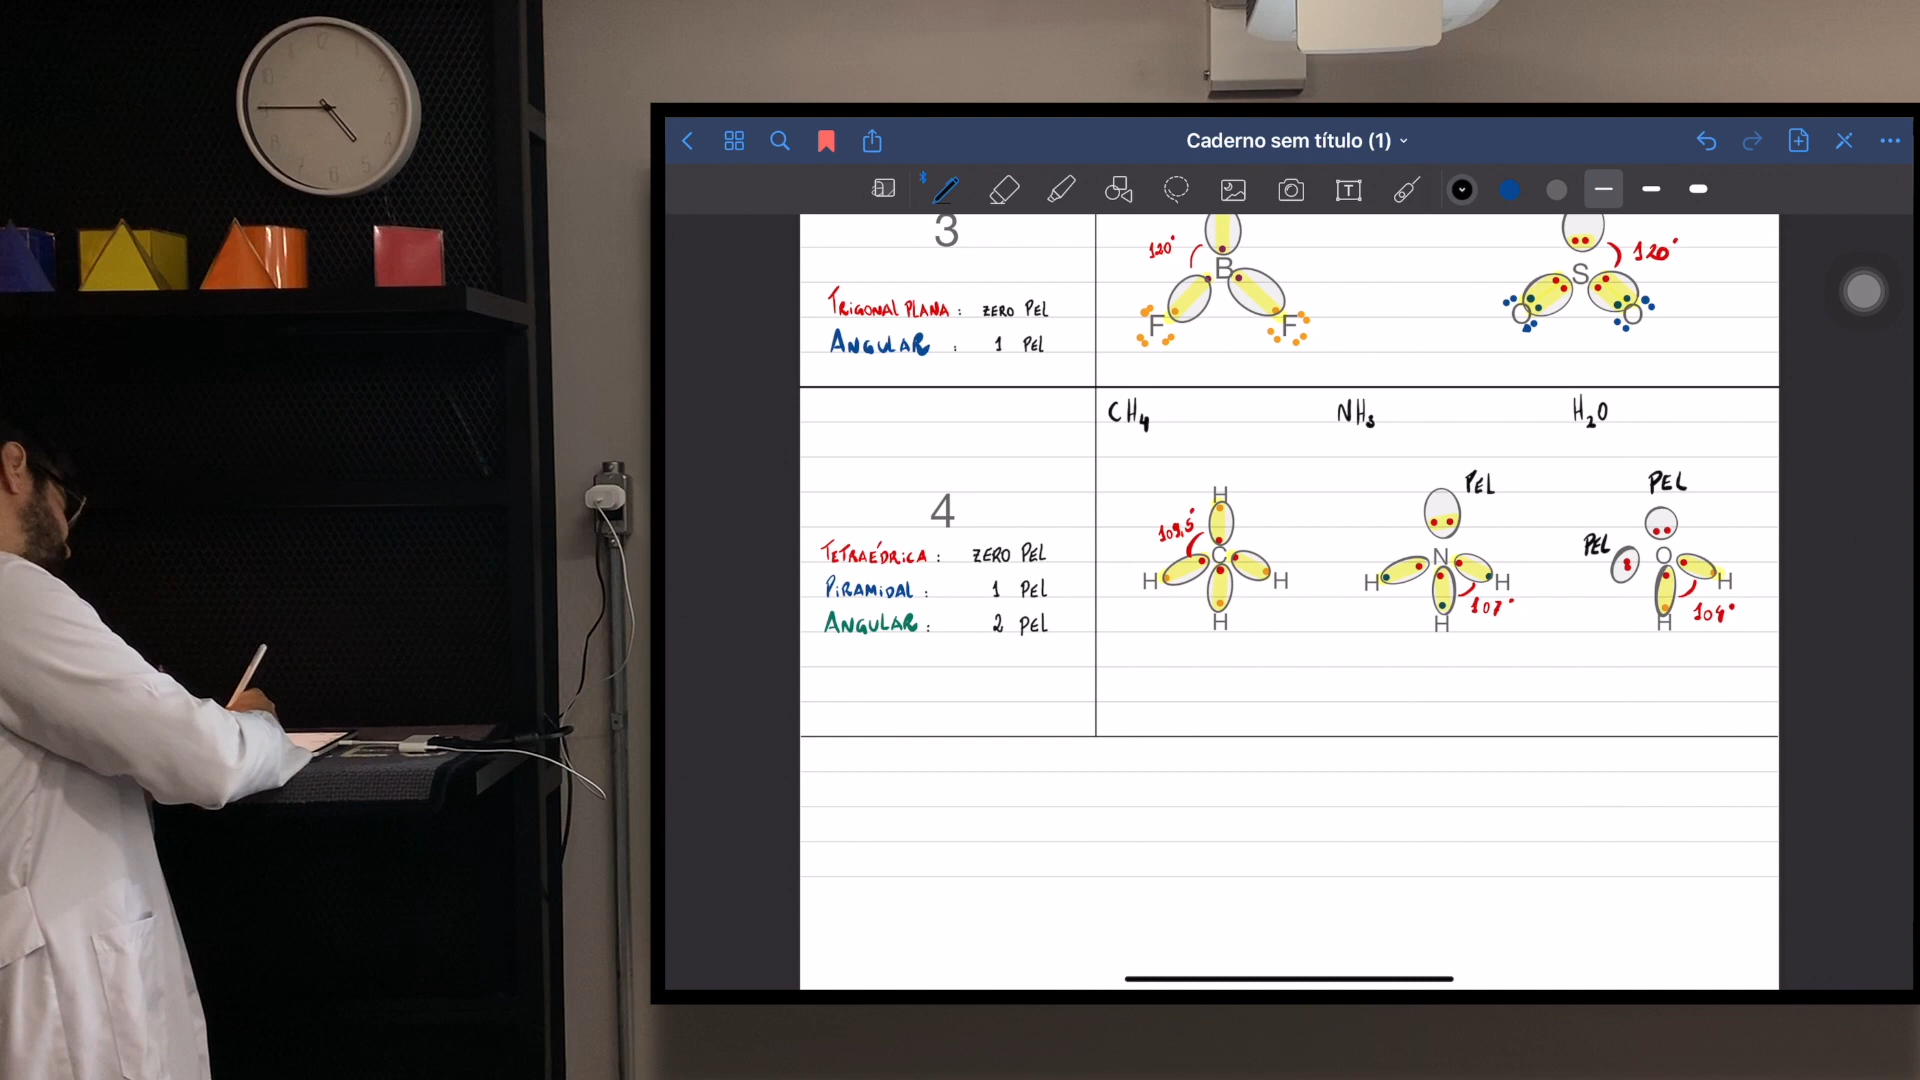 Caderno sem título (1)
T
3
TRIGONAL PLANA : ZERO PEL
ANGULAR : 1 PEL
120°
B
F
F
120°
S
O
O
CH4
NH3
H2O
4
TETRAÉDRICA : ZERO PEL
PIRAMIDAL : 1 PEL
ANGULAR : 2 PEL
H
109,5°
C
H
H
H
PEL
N
H
H
107°
H
PEL
PEL
O
H
104°
H